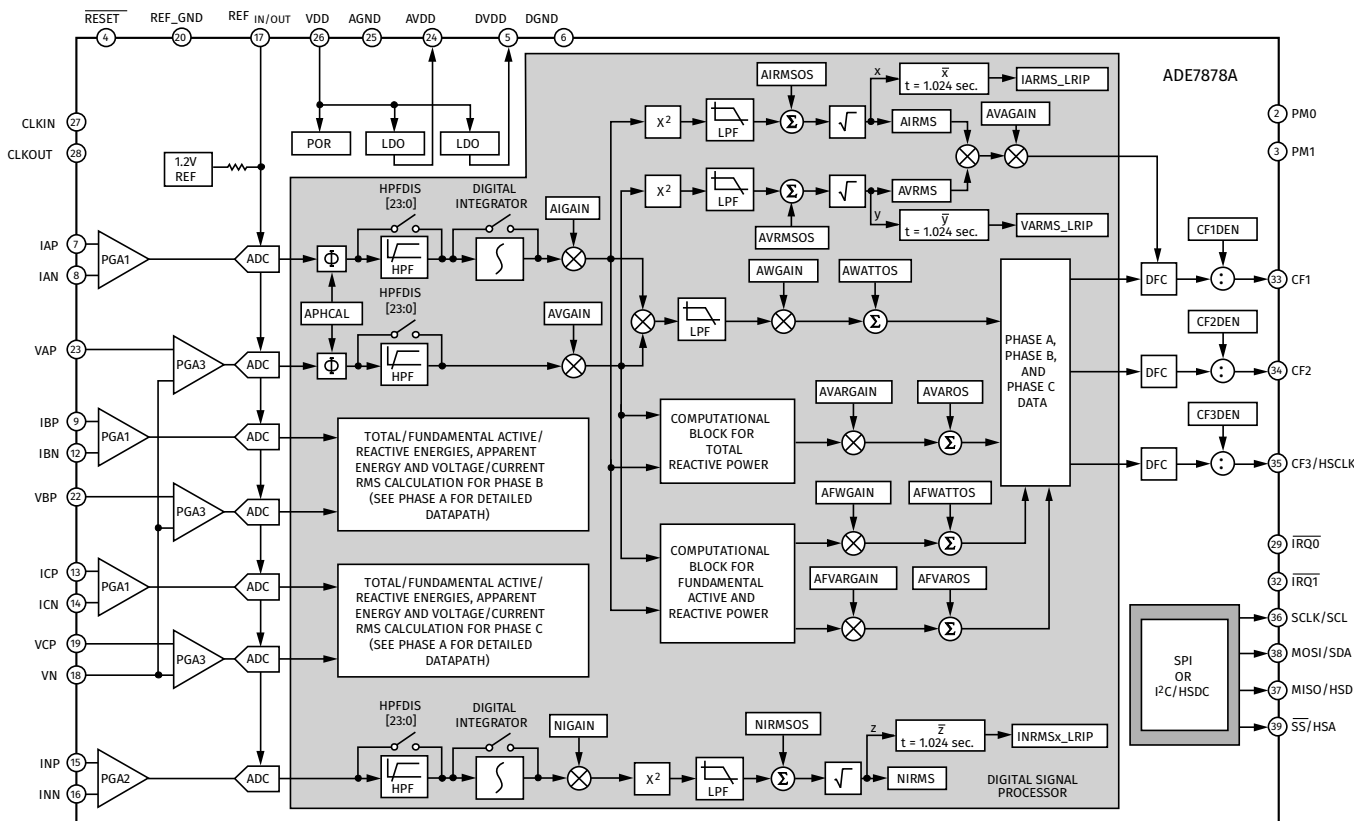 RESET REF_GND REF IN/OUT VDD AGND AVDD DVDD DGND
4 20 17 26 25 24 5 6
ADE7878A
CLKIN 27
CLKOUT 28
1.2V
REF
POR
LDO
LDO
AIRMSOS
X²
LPF
Σ
√
x
x̅
t = 1.024 sec.
IARMS_LRIP
AIRMS
AVAGAIN
2 PM0
3 PM1
X²
LPF
Σ
√
AVRMS
AVRMSOS
y
y̅
t = 1.024 sec.
VARMS_LRIP
HPFDIS
[23:0]
DIGITAL
INTEGRATOR
AIGAIN
IAP 7
IAN 8
PGA1
ADC
Φ
HPF
∫
APHCAL
HPFDIS
[23:0]
AVGAIN
VAP 23
PGA3
ADC
Φ
HPF
LPF
AWGAIN
AWATTOS
Σ
PHASE A,
PHASE B,
AND
PHASE C
DATA
CF1DEN
DFC
:
33 CF1
CF2DEN
DFC
:
34 CF2
CF3DEN
DFC
:
35 CF3/HSCLK
IBP 9
IBN 12
PGA1
ADC
VBP 22
PGA3
ADC
TOTAL/FUNDAMENTAL ACTIVE/
REACTIVE ENERGIES, APPARENT
ENERGY AND VOLTAGE/CURRENT
RMS CALCULATION FOR PHASE B
(SEE PHASE A FOR DETAILED
DATAPATH)
COMPUTATIONAL
BLOCK FOR
TOTAL
REACTIVE POWER
AVARGAIN
AVAROS
Σ
COMPUTATIONAL
BLOCK FOR
FUNDAMENTAL
ACTIVE AND
REACTIVE POWER
AFWGAIN
AFWATTOS
Σ
AFVARGAIN
AFVAROS
Σ
ICP 13
ICN 14
PGA1
ADC
VCP 19
VN 18
PGA3
ADC
TOTAL/FUNDAMENTAL ACTIVE/
REACTIVE ENERGIES, APPARENT
ENERGY AND VOLTAGE/CURRENT
RMS CALCULATION FOR PHASE C
(SEE PHASE A FOR DETAILED
DATAPATH)
29 IRQ0
32 IRQ1
SPI
OR
I²C/HSDC
36 SCLK/SCL
38 MOSI/SDA
37 MISO/HSD
39 SS/HSA
INP 15
INN 16
PGA2
ADC
HPFDIS
[23:0]
HPF
DIGITAL
INTEGRATOR
∫
NIGAIN
X²
LPF
NIRMSOS
Σ
√
z
z̅
t = 1.024 sec.
INRMSx_LRIP
NIRMS
DIGITAL SIGNAL
PROCESSOR